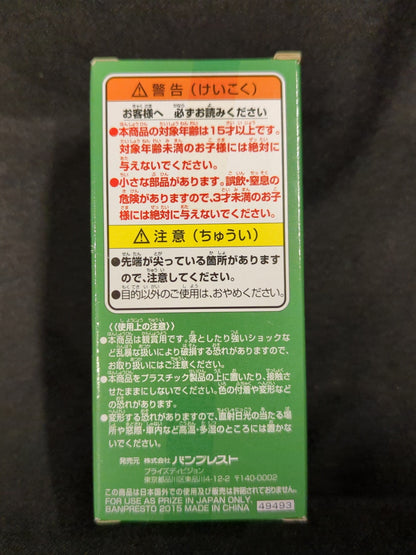 ⚠警告(けいこく)
お客様へ 必ずお読みください
●本商品の対象年齢は15才以上です。
対象年齢未満のお子様には絶対に
与えないでください。
●小さな部品があります。誤飲・窒息の
危険がありますので、3才未満のお子
様には絶対に与えないでください。
⚠注意(ちゅうい)
●先端が尖っている箇所があります
ので、注意してください。
●目的以外のご使用は、おやめください。
《使用上の注意》
●本商品は観賞用です。落としたり強いショック
など乱暴な扱いにより破損する恐れがありますので、
お取り扱いにはご注意ください。
●本商品をプラスチック製品の上に置いたり、接触さ
せたままにしないでください。色の付着や変形など
の恐れがあります。
●変形する恐れがありますので、直射日光の当たる場
所や窓際・車内など高温・多湿のところには置かな
いでください。
発売元 株式会社バンプレスト
プライズディビジョン
東京都品川区東品川4-12-2 〒140-0002
この商品は日本国外での使用及び販売は許諾されておりません。
FOR USE AS PRIZE IN JAPAN ONLY.
BANPRESTO 2015 MADE IN CHINA 49493